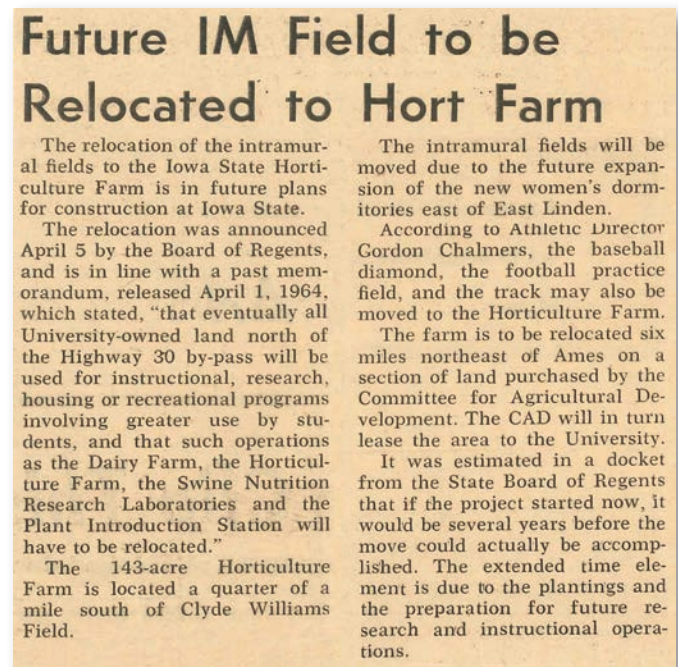 Future IM Field to be
Relocated to Hort Farm
The relocation of the intramur-
al fields to the Iowa State Horti-
culture Farm is in future plans
for construction at Iowa State.
The relocation was announced
April 5 by the Board of Regents,
and is in line with a past mem-
orandum, released April 1, 1964,
which stated, “that eventually all
University-owned land north of
the Highway 30 by-pass will be
used for instructional, research,
housing or recreational programs
involving greater use by stu-
dents, and that such operations
as the Dairy Farm, the Horticul-
ture Farm, the Swine Nutrition
Research Laboratories and the
Plant Introduction Station will
have to be relocated.”
The 143-acre Horticulture
Farm is located a quarter of a
mile south of Clyde Williams
Field.
The intramural fields will be
moved due to the future expan-
sion of the new women's dorm-
itories east of East Linden.
According to Athletic Director
Gordon Chalmers, the baseball
diamond, the football practice
field, and the track may also be
moved to the Horticulture Farm.
The farm is to be relocated six
miles northeast of Ames on a
section of land purchased by the
Committee for Agricultural De-
velopment. The CAD will in turn
lease the area to the University.
It was estimated in a docket
from the State Board of Regents
that if the project started now, it
would be several years before the
move could actually be accomp-
lished. The extended time ele-
ment is due to the plantings and
the preparation for future re-
search and instructional opera-
tions.